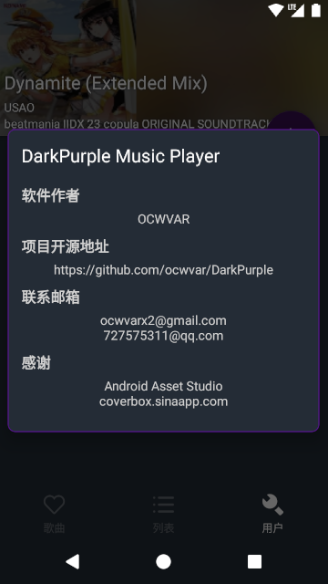 LTE
Dynamite (Extended Mix)
USAO
beatmania IIDX 23 copula ORIGINAL SOUNDTRACK
DarkPurple Music Player
软件作者
OCWVAR
项目开源地址
https://github.com/ocwvar/DarkPurple
联系邮箱
ocwvarx2@gmail.com
727575311@qq.com
感谢
Android Asset Studio
coverbox.sinaapp.com
歌曲
列表
用户